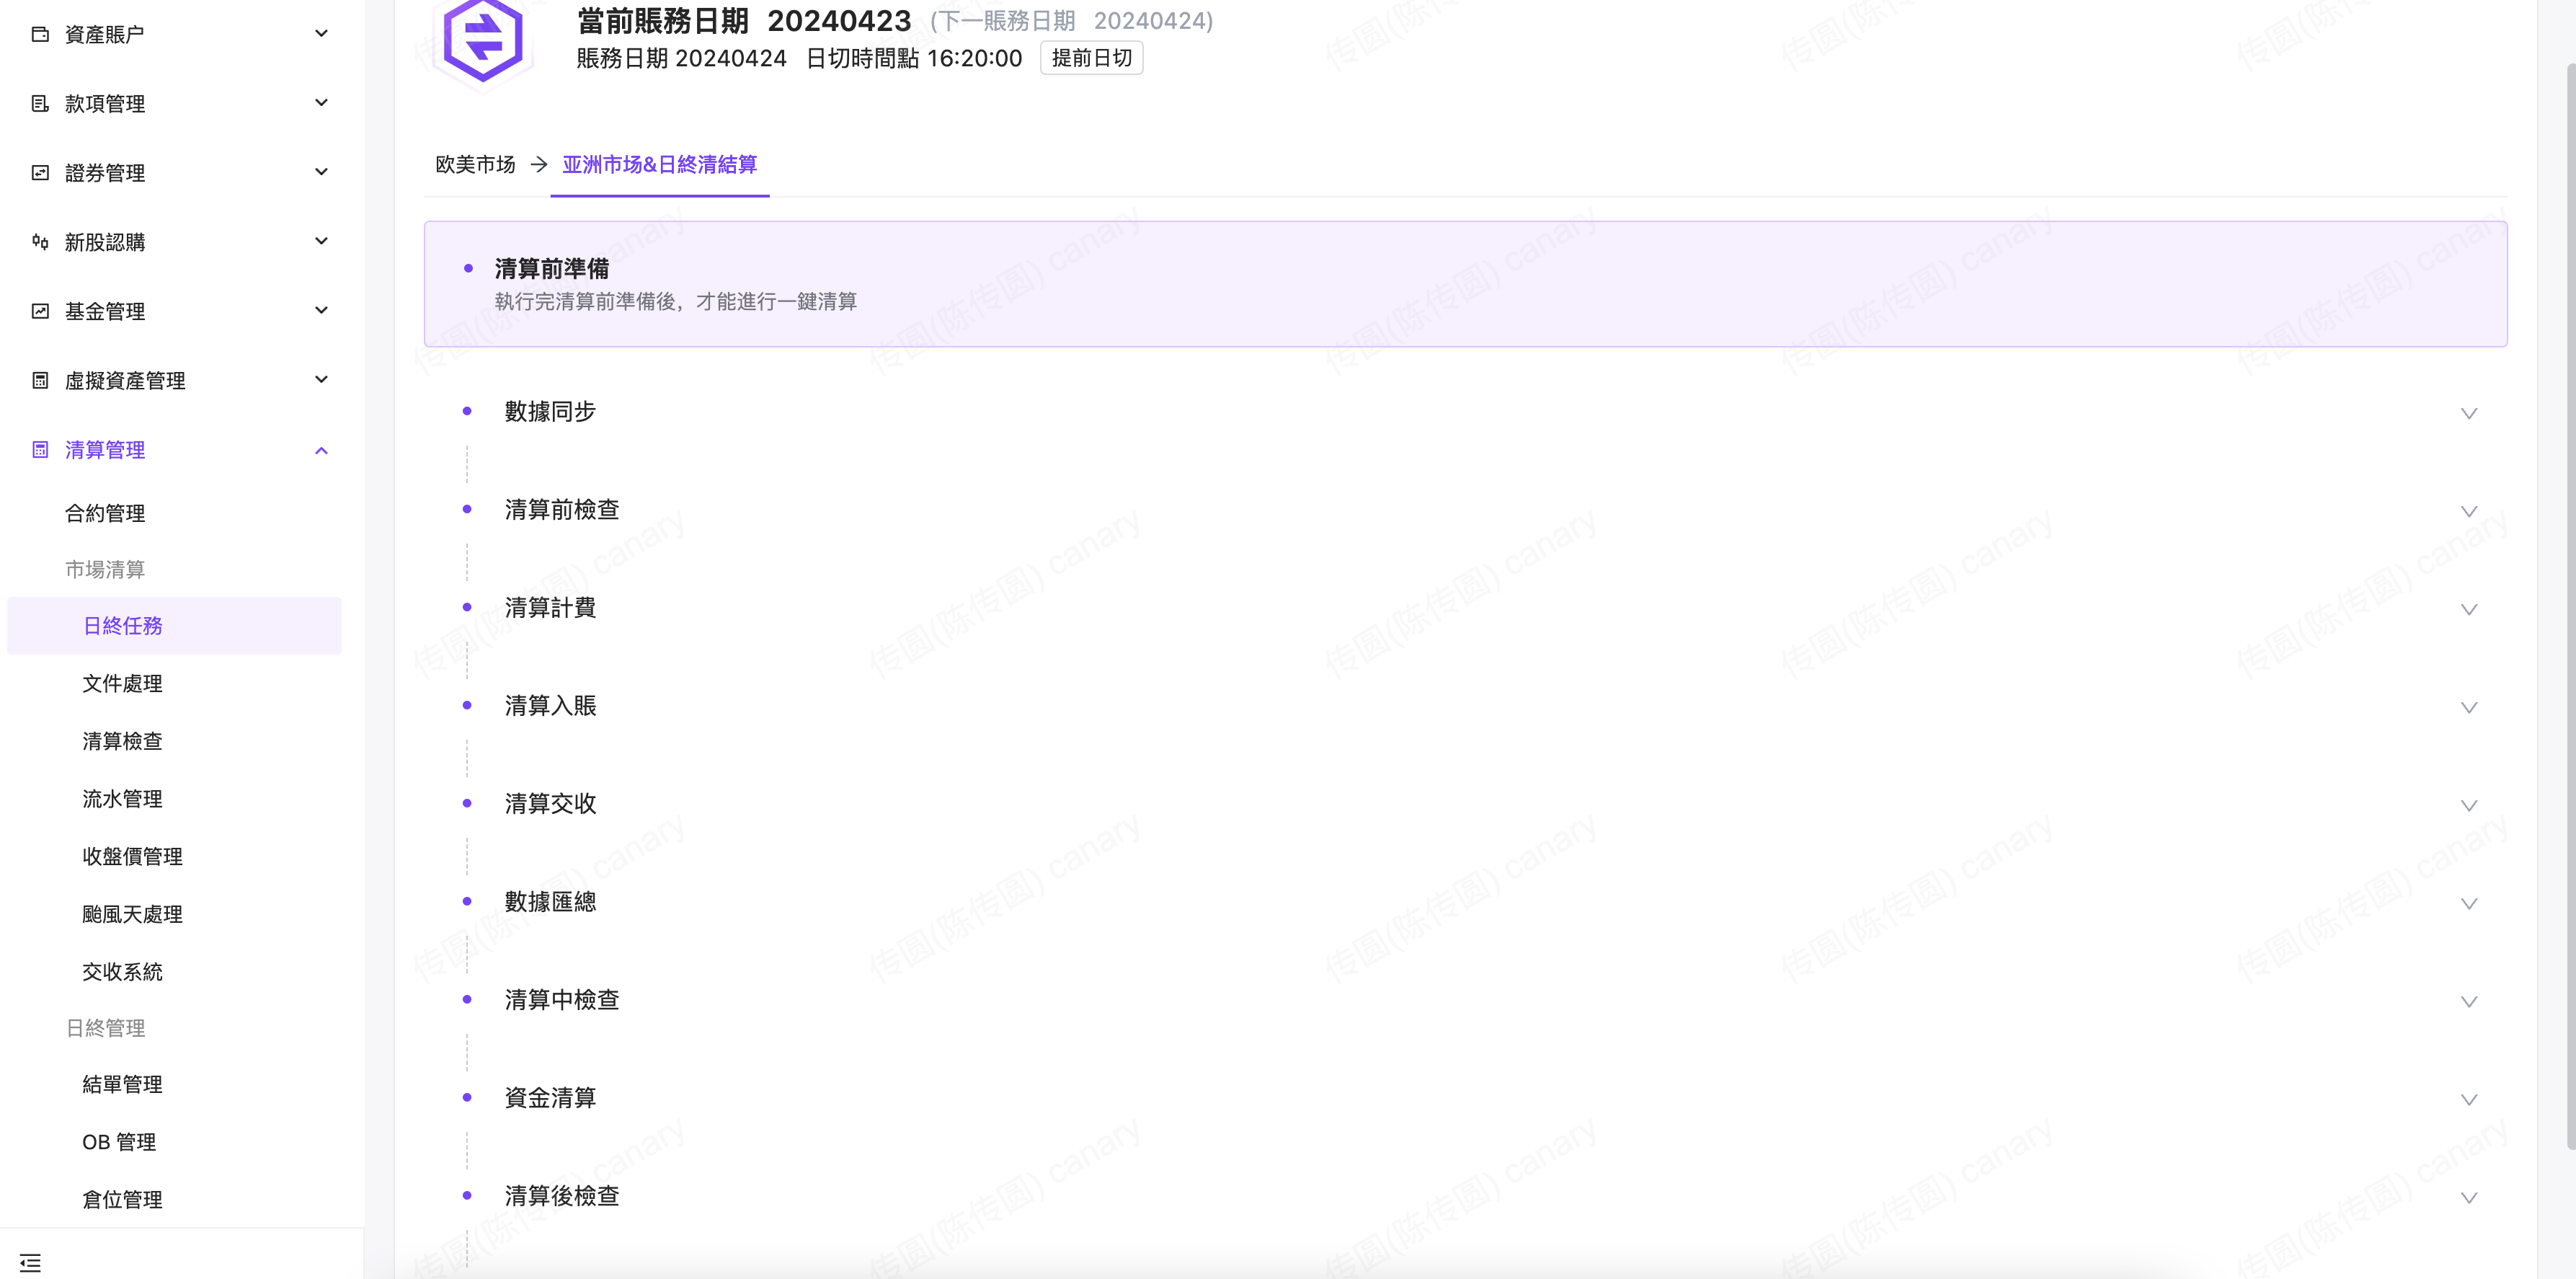 資產賬户
款項管理
證券管理
新股認購
基金管理
虛擬資產管理
清算管理
合約管理
市場清算
日終任務
文件處理
清算檢查
流水管理
收盤價管理
颱風天處理
交收系統
日終管理
結單管理
OB 管理
倉位管理
當前賬務日期 20240423 (下一賬務日期 20240424)
賬務日期 20240424 日切時間點 16:20:00 提前日切
欧美市场 → 亚洲市场&日終清結算
清算前準備
執行完清算前準備後，才能進行一鍵清算
數據同步
清算前檢查
清算計費
清算入賬
清算交收
數據匯總
清算中檢查
資金清算
清算後檢查
传圆(陈传圆) canary